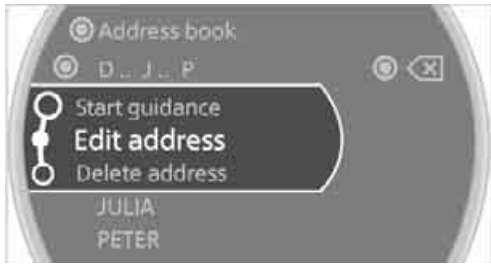 Address book
D .. J .. P
Start guidance
Edit address
Delete address
JULIA
PETER